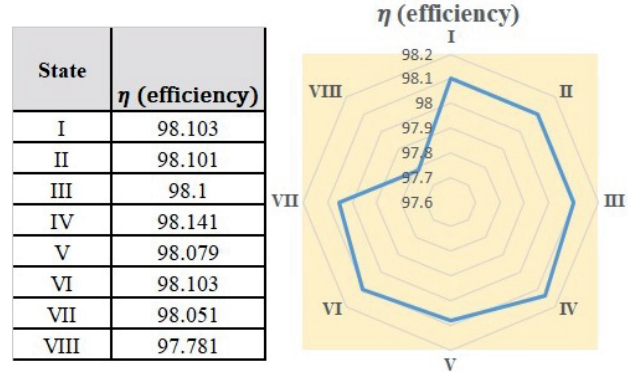 State η (efficiency)
I 98.103
II 98.101
III 98.1
IV 98.141
V 98.079
VI 98.103
VII 98.051
VIII 97.781
η (efficiency)
I
98.2
98.1
98
97.9
97.8
97.7
97.6
II
III
IV
V
VI
VII
VIII